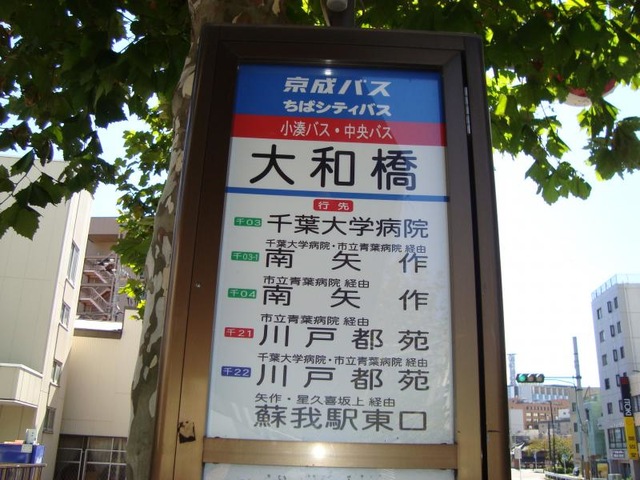 京成バス
ちばシティバス
小湊バス・中央バス
大和橋
行先
千03 千葉大学病院
千葉大学病院・市立青葉病院 経由
千03-1 南矢作
市立青葉病院 経由
千04 南矢作
市立青葉病院 経由
千21 川戸都苑
千葉大学病院・市立青葉病院 経由
千22 川戸都苑
矢作・星久喜坂上 経由
蘇我駅東口